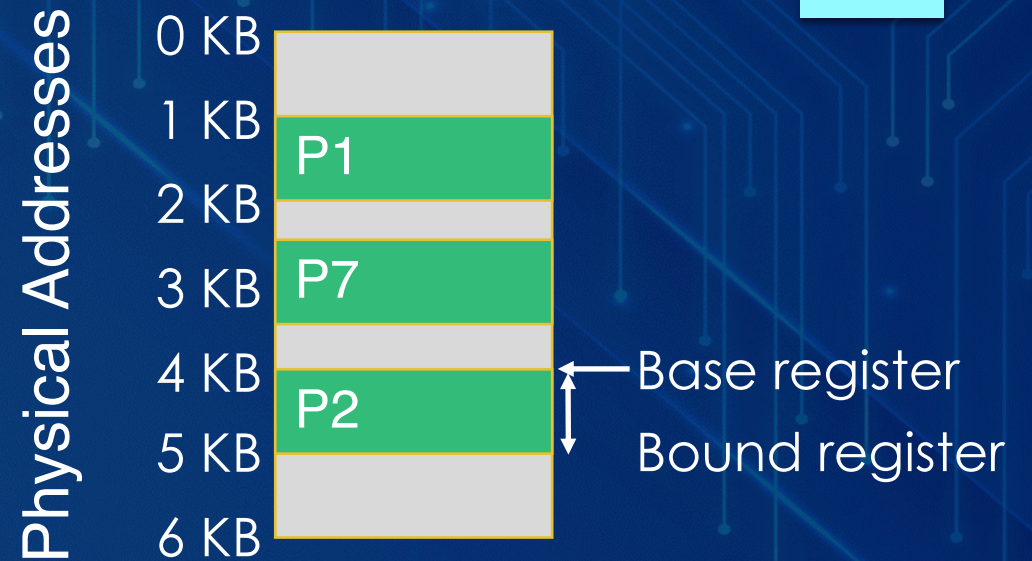 Physical Addresses
0 KB
1 KB
P1
2 KB
P7
3 KB
4 KB
Base register
P2
5 KB
Bound register
6 KB